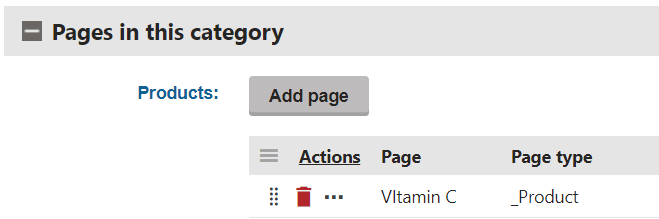 Pages in this category
Products: Add page
Actions Page Page type
VItamin C _Product